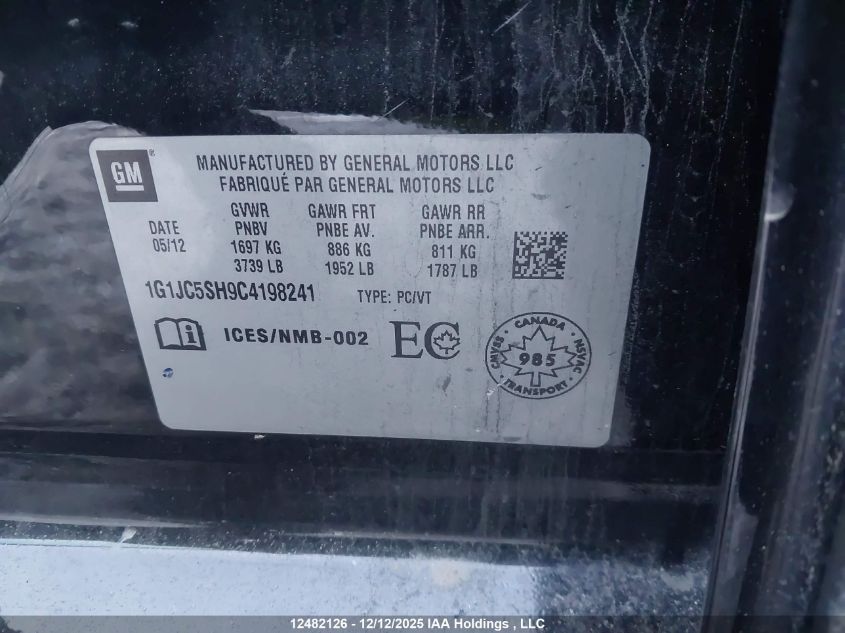 GM
®
MANUFACTURED BY GENERAL MOTORS LLC
FABRIQUÉ PAR GENERAL MOTORS LLC
DATE
05/12
GVWR
PNBV
1697 KG
3739 LB
GAWR FRT
PNBE AV.
886 KG
1952 LB
GAWR RR
PNBE ARR.
811 KG
1787 LB
1G1JC5SH9C4198241 TYPE: PC/VT
i ICES/NMB-002 EC
CANADA
CMVSS 985 NSVAC
TRANSPORT
12482126 - 12/12/2025 IAA Holdings , LLC